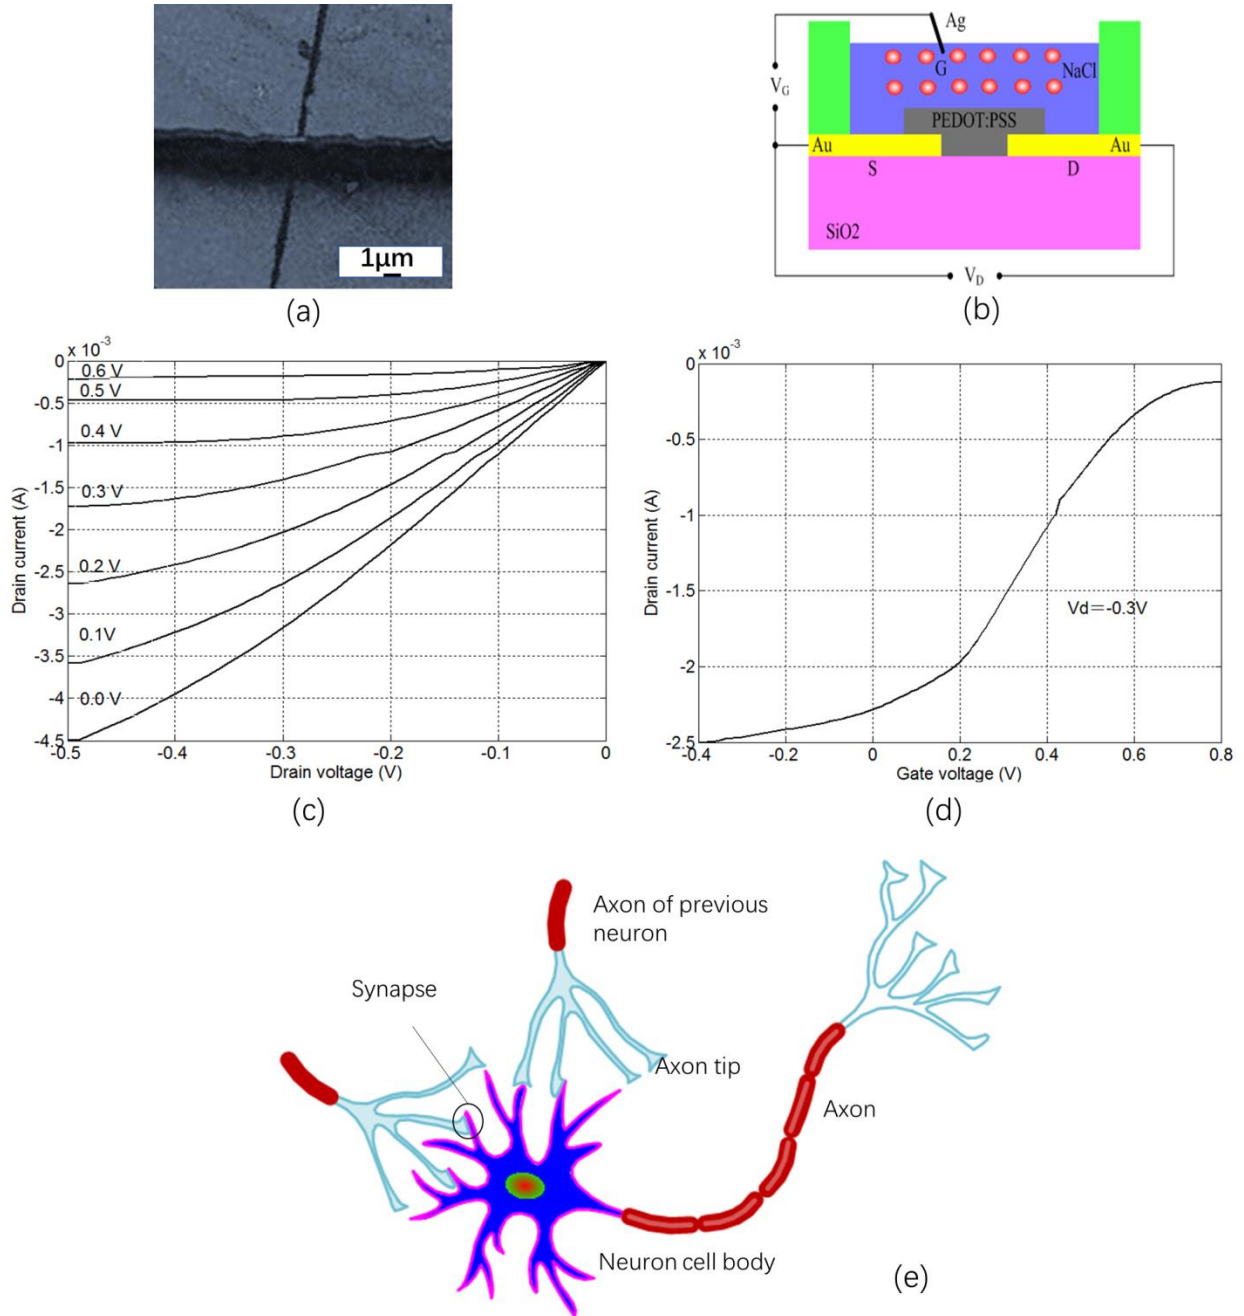 1μm
(a)
Ag
G
NaCl
V_G
PEDOT:PSS
Au
Au
S
D
SiO2
V_D
(b)
x 10^-3
0
-0.5
-1
-1.5
-2
-2.5
-3
-3.5
-4
-4.5
0.6 V
0.5 V
0.4 V
0.3 V
0.2 V
0.1V
0.0 V
-0.5
-0.4
-0.3
-0.2
-0.1
0
Drain voltage (V)
Drain current (A)
(c)
x 10^-3
0
-0.5
-1
-1.5
-2
-2.5
Vd=-0.3V
-0.4
-0.2
0
0.2
0.4
0.6
0.8
Gate voltage (V)
Drain current (A)
(d)
Axon of previous
neuron
Synapse
Axon tip
Axon
Neuron cell body
(e)